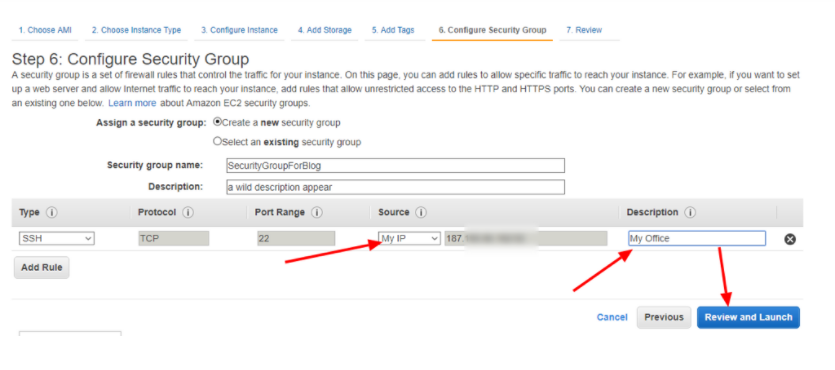 1. Choose AMI 2. Choose Instance Type 3. Configure Instance 4. Add Storage 5. Add Tags 6. Configure Security Group 7. Review
Step 6: Configure Security Group
A security group is a set of firewall rules that control the traffic for your instance. On this page, you can add rules to allow specific traffic to reach your instance. For example, if you want to set
up a web server and allow Internet traffic to reach your instance, add rules that allow unrestricted access to the HTTP and HTTPS ports. You can create a new security group or select from
an existing one below. Learn more about Amazon EC2 security groups.
Assign a security group: Create a new security group
Select an existing security group
Security group name: SecurityGroupForBlog
Description: a wild description appear
Type i Protocol i Port Range i Source i Description i
SSH TCP 22 My IP 187. My Office
Add Rule
Cancel Previous Review and Launch